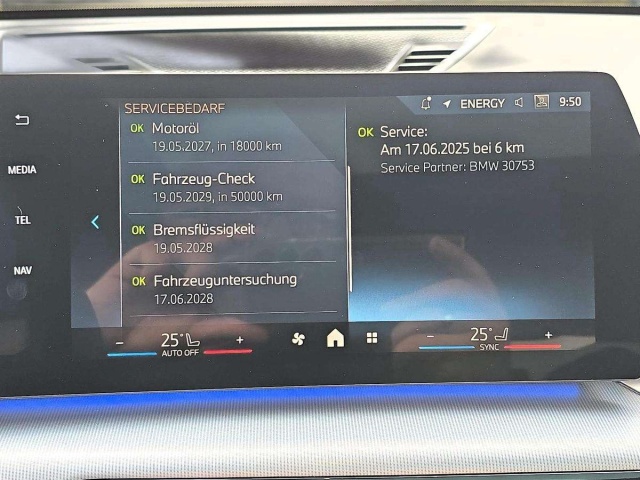 SERVICEBEDARF
ENERGY 9:50
OK Motoröl
19.05.2027, in 18000 km
OK Fahrzeug-Check
19.05.2029, in 50000 km
OK Bremsflüssigkeit
19.05.2028
OK Fahrzeuguntersuchung
17.06.2028
OK Service:
Am 17.06.2025 bei 6 km
Service Partner: BMW 30753
MEDIA
TEL
NAV
- 25° +
AUTO OFF
- 25° +
SYNC